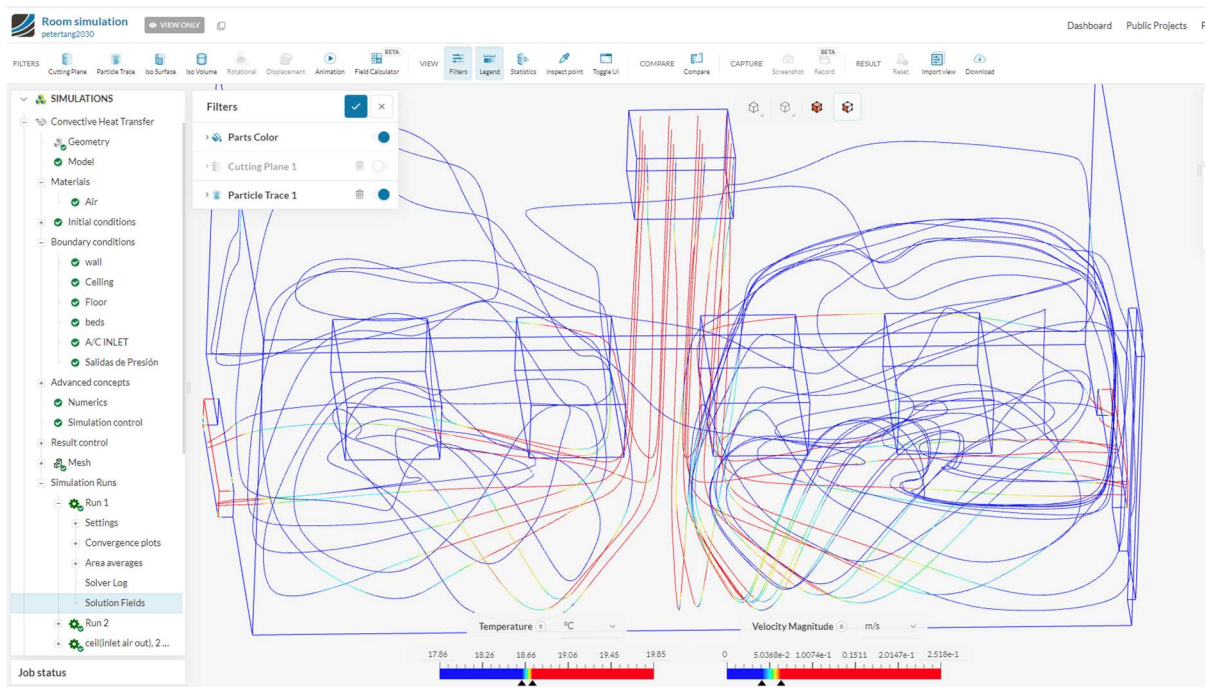 Room simulation
VIEW ONLY
petertang2030
Dashboard Public Projects P
FILTERS Cutting Plane Particle Trace Iso Surface Iso Volume Rotational Displacement Animation Field Calculator BETA VIEW Filters Legend Statistics Inspect point Toggle UI COMPARE Compare CAPTURE Screenshot Record BETA RESULT Reset Import view Download
SIMULATIONS
Convective Heat Transfer
Geometry
Model
Materials
Air
Initial conditions
Boundary conditions
wall
Ceiling
Floor
beds
A/C INLET
Salidas de Presión
Advanced concepts
Numerics
Simulation control
Result control
Mesh
Simulation Runs
Run 1
Settings
Convergence plots
Area averages
Solver Log
Solution Fields
Run 2
ceil(inlet air out), 2 ...
Job status
Filters
Parts Color
Cutting Plane 1
Particle Trace 1
Temperature °C
17.86 18.26 18.66 19.06 19.45 19.85
Velocity Magnitude m/s
0 5.0368e-2 1.0074e-1 0.1511 2.0147e-1 2.518e-1